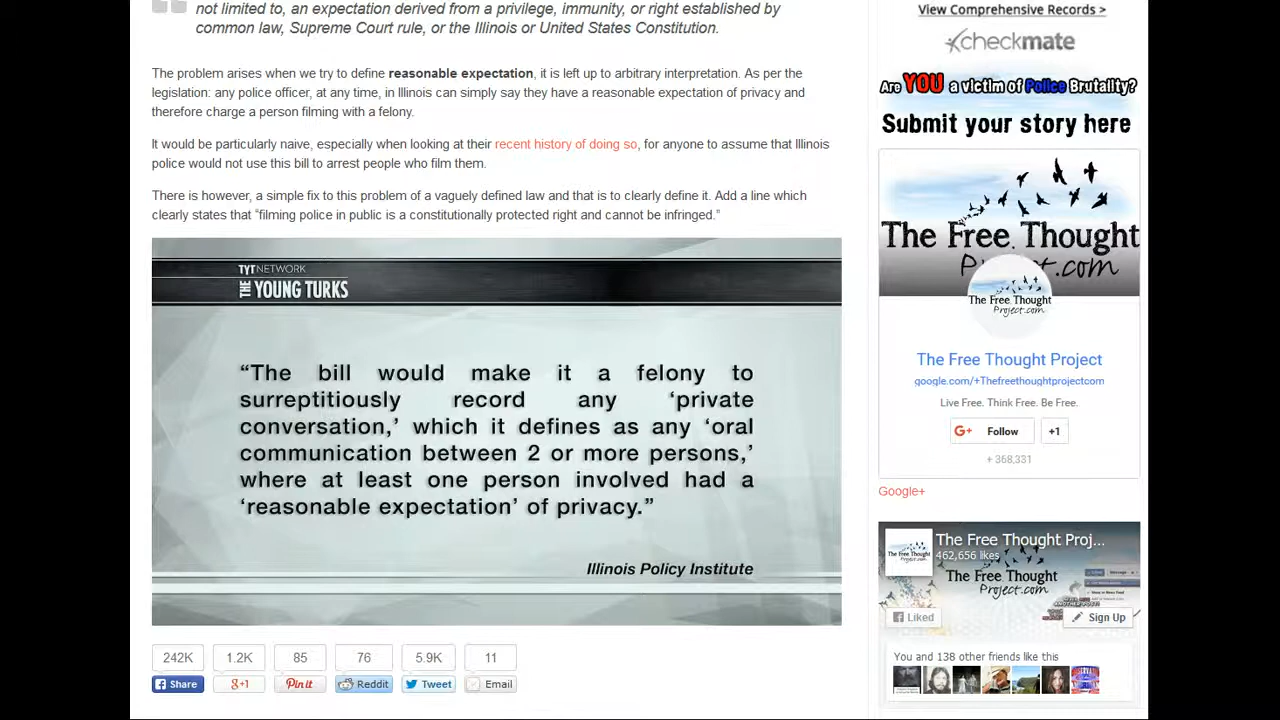 not limited to, an expectation derived from a privilege, immunity, or right established by
common law, Supreme Court rule, or the Illinois or United States Constitution.
The problem arises when we try to define reasonable expectation, it is left up to arbitrary interpretation. As per the
legislation: any police officer, at any time, in Illinois can simply say they have a reasonable expectation of privacy and
therefore charge a person filming with a felony.
It would be particularly naive, especially when looking at their recent history of doing so, for anyone to assume that Illinois
police would not use this bill to arrest people who film them.
There is however, a simple fix to this problem of a vaguely defined law and that is to clearly define it. Add a line which
clearly states that “filming police in public is a constitutionally protected right and cannot be infringed.”
TYTNETWORK
THE YOUNG TURKS
“The bill would make it a felony to
surreptitiously record any ‘private
conversation,’ which it defines as any ‘oral
communication between 2 or more persons,’
where at least one person involved had a
‘reasonable expectation’ of privacy.”
Illinois Policy Institute
242K
1.2K
85
76
5.9K
11
Share
g+1
Pin it
Reddit
Tweet
Email
View Comprehensive Records >
checkmate
Are YOU a victim of Police Brutality?
Submit your story here
The Free Thought
Project.com
The Free Thought
Project.com
The Free Thought Project
google.com/+Thefreethoughtprojectcom
Live Free. Think Free. Be Free.
G+ Follow
+1
+ 368,331
Google+
The Free Thought Proj...
462,656 likes
The Free Thought
Project.com
Liked
Sign Up
You and 138 other friends like this